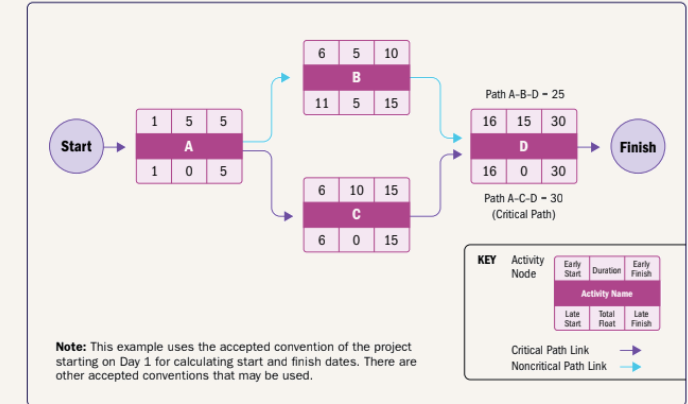 6 5 10
B
11 5 15
Path A–B–D = 25
Start
1 5 5
A
1 0 5
16 15 30
D
16 0 30
Finish
6 10 15
C
6 0 15
Path A–C–D = 30
(Critical Path)
KEY
Activity
Node
Early
Start
Duration
Early
Finish
Activity Name
Late
Start
Total
Float
Late
Finish
Critical Path Link
Noncritical Path Link
Note: This example uses the accepted convention of the project
starting on Day 1 for calculating start and finish dates. There are
other accepted conventions that may be used.